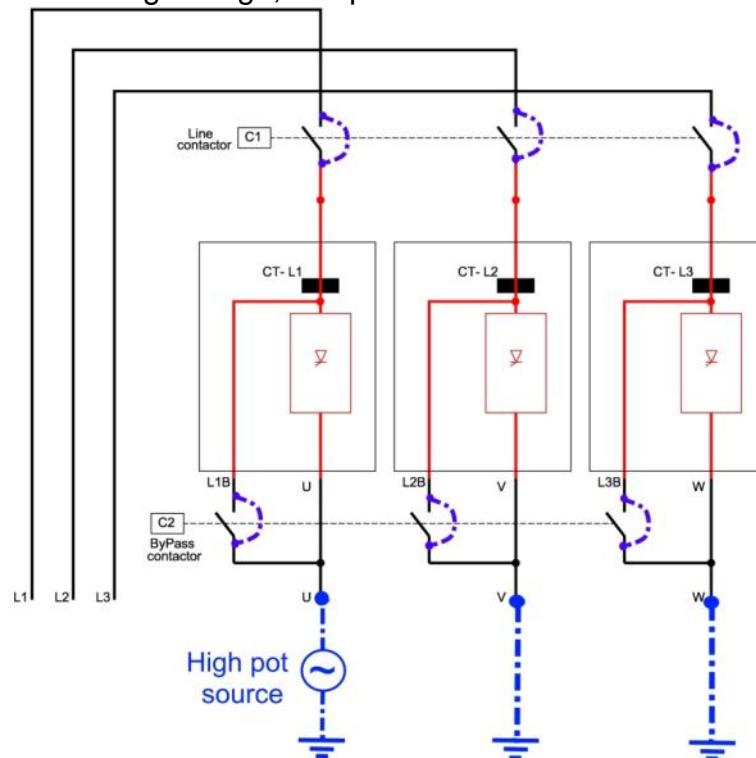 Line
contactor
C1
CT- L1
CT- L2
CT- L3
L1B
U
L2B
V
L3B
W
C2
ByPass
contactor
L1
L2
L3
U
V
W
High pot
source